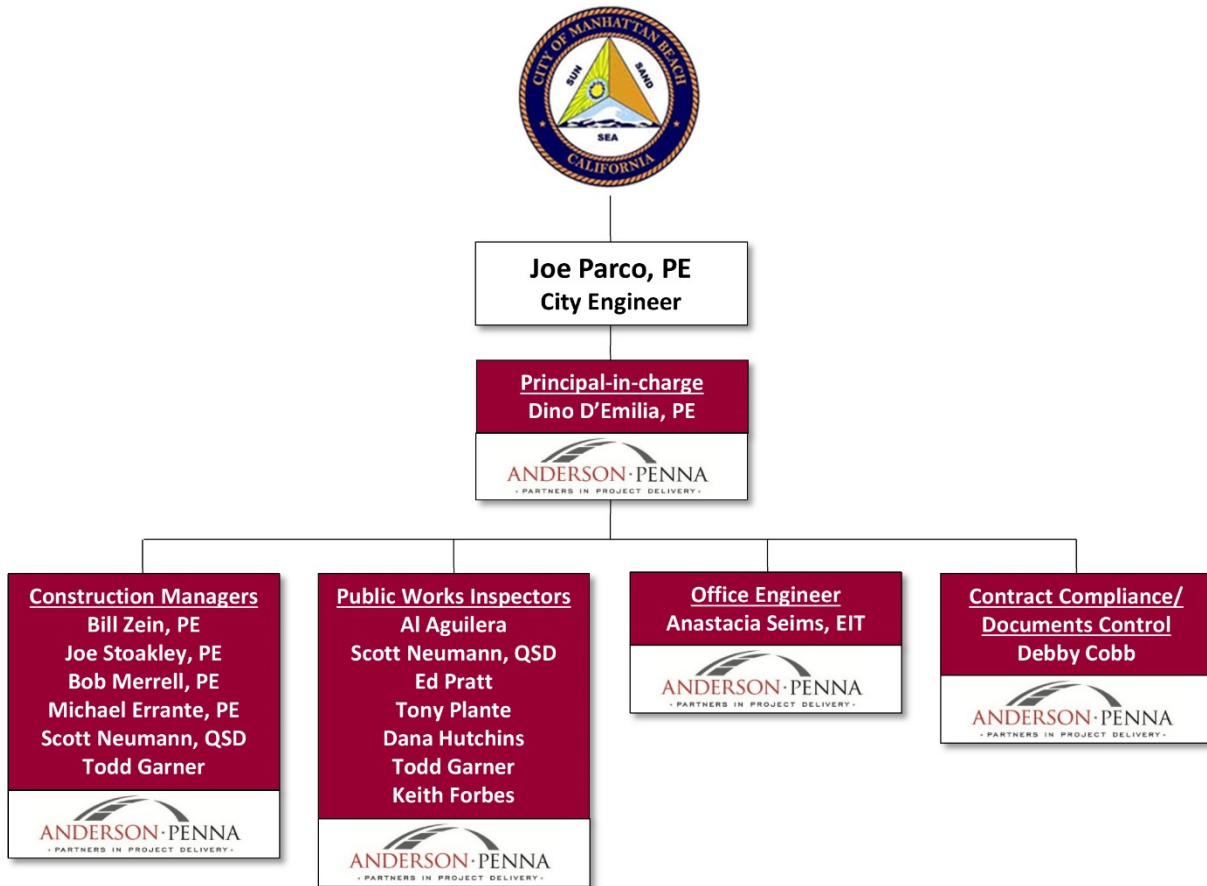 CITY OF MANHATTAN BEACH
SUN
SAND
SEA
CALIFORNIA
Joe Parco, PE
City Engineer
Principal-in-charge
Dino D’Emilia, PE
ANDERSON·PENNA
· PARTNERS IN PROJECT DELIVERY ·
Construction Managers
Bill Zein, PE
Joe Stoakley, PE
Bob Merrell, PE
Michael Errante, PE
Scott Neumann, QSD
Todd Garner
ANDERSON·PENNA
· PARTNERS IN PROJECT DELIVERY ·
Public Works Inspectors
Al Aguilera
Scott Neumann, QSD
Ed Pratt
Tony Plante
Dana Hutchins
Todd Garner
Keith Forbes
ANDERSON·PENNA
· PARTNERS IN PROJECT DELIVERY ·
Office Engineer
Anastacia Seims, EIT
ANDERSON·PENNA
· PARTNERS IN PROJECT DELIVERY ·
Contract Compliance/
Documents Control
Debby Cobb
ANDERSON·PENNA
· PARTNERS IN PROJECT DELIVERY ·